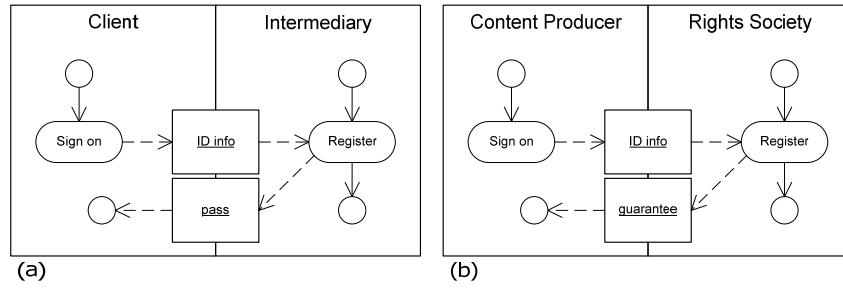 Client
Intermediary
Sign on
ID info
Register
pass
(a)
Content Producer
Rights Society
Sign on
ID info
Register
guarantee
(b)